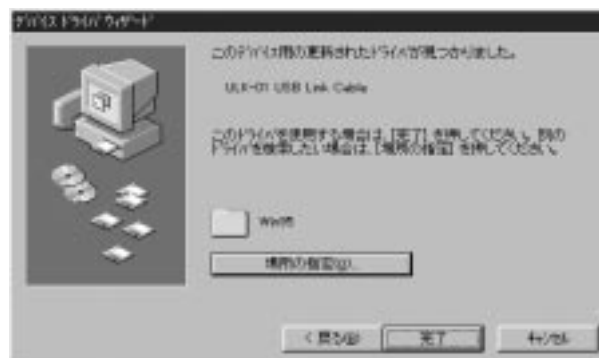 デバイス ドライバ ウィザード
このデバイス用の更新されたドライバが見つかりました。
ULK-01 USB Link Cable
このドライバを使用する場合は、[完了] を押してください。別の
ドライバを検索したい場合は、[場所の指定] を押してください。
Win95
場所の指定(O)...
< 戻る(B)
完了
キャンセル